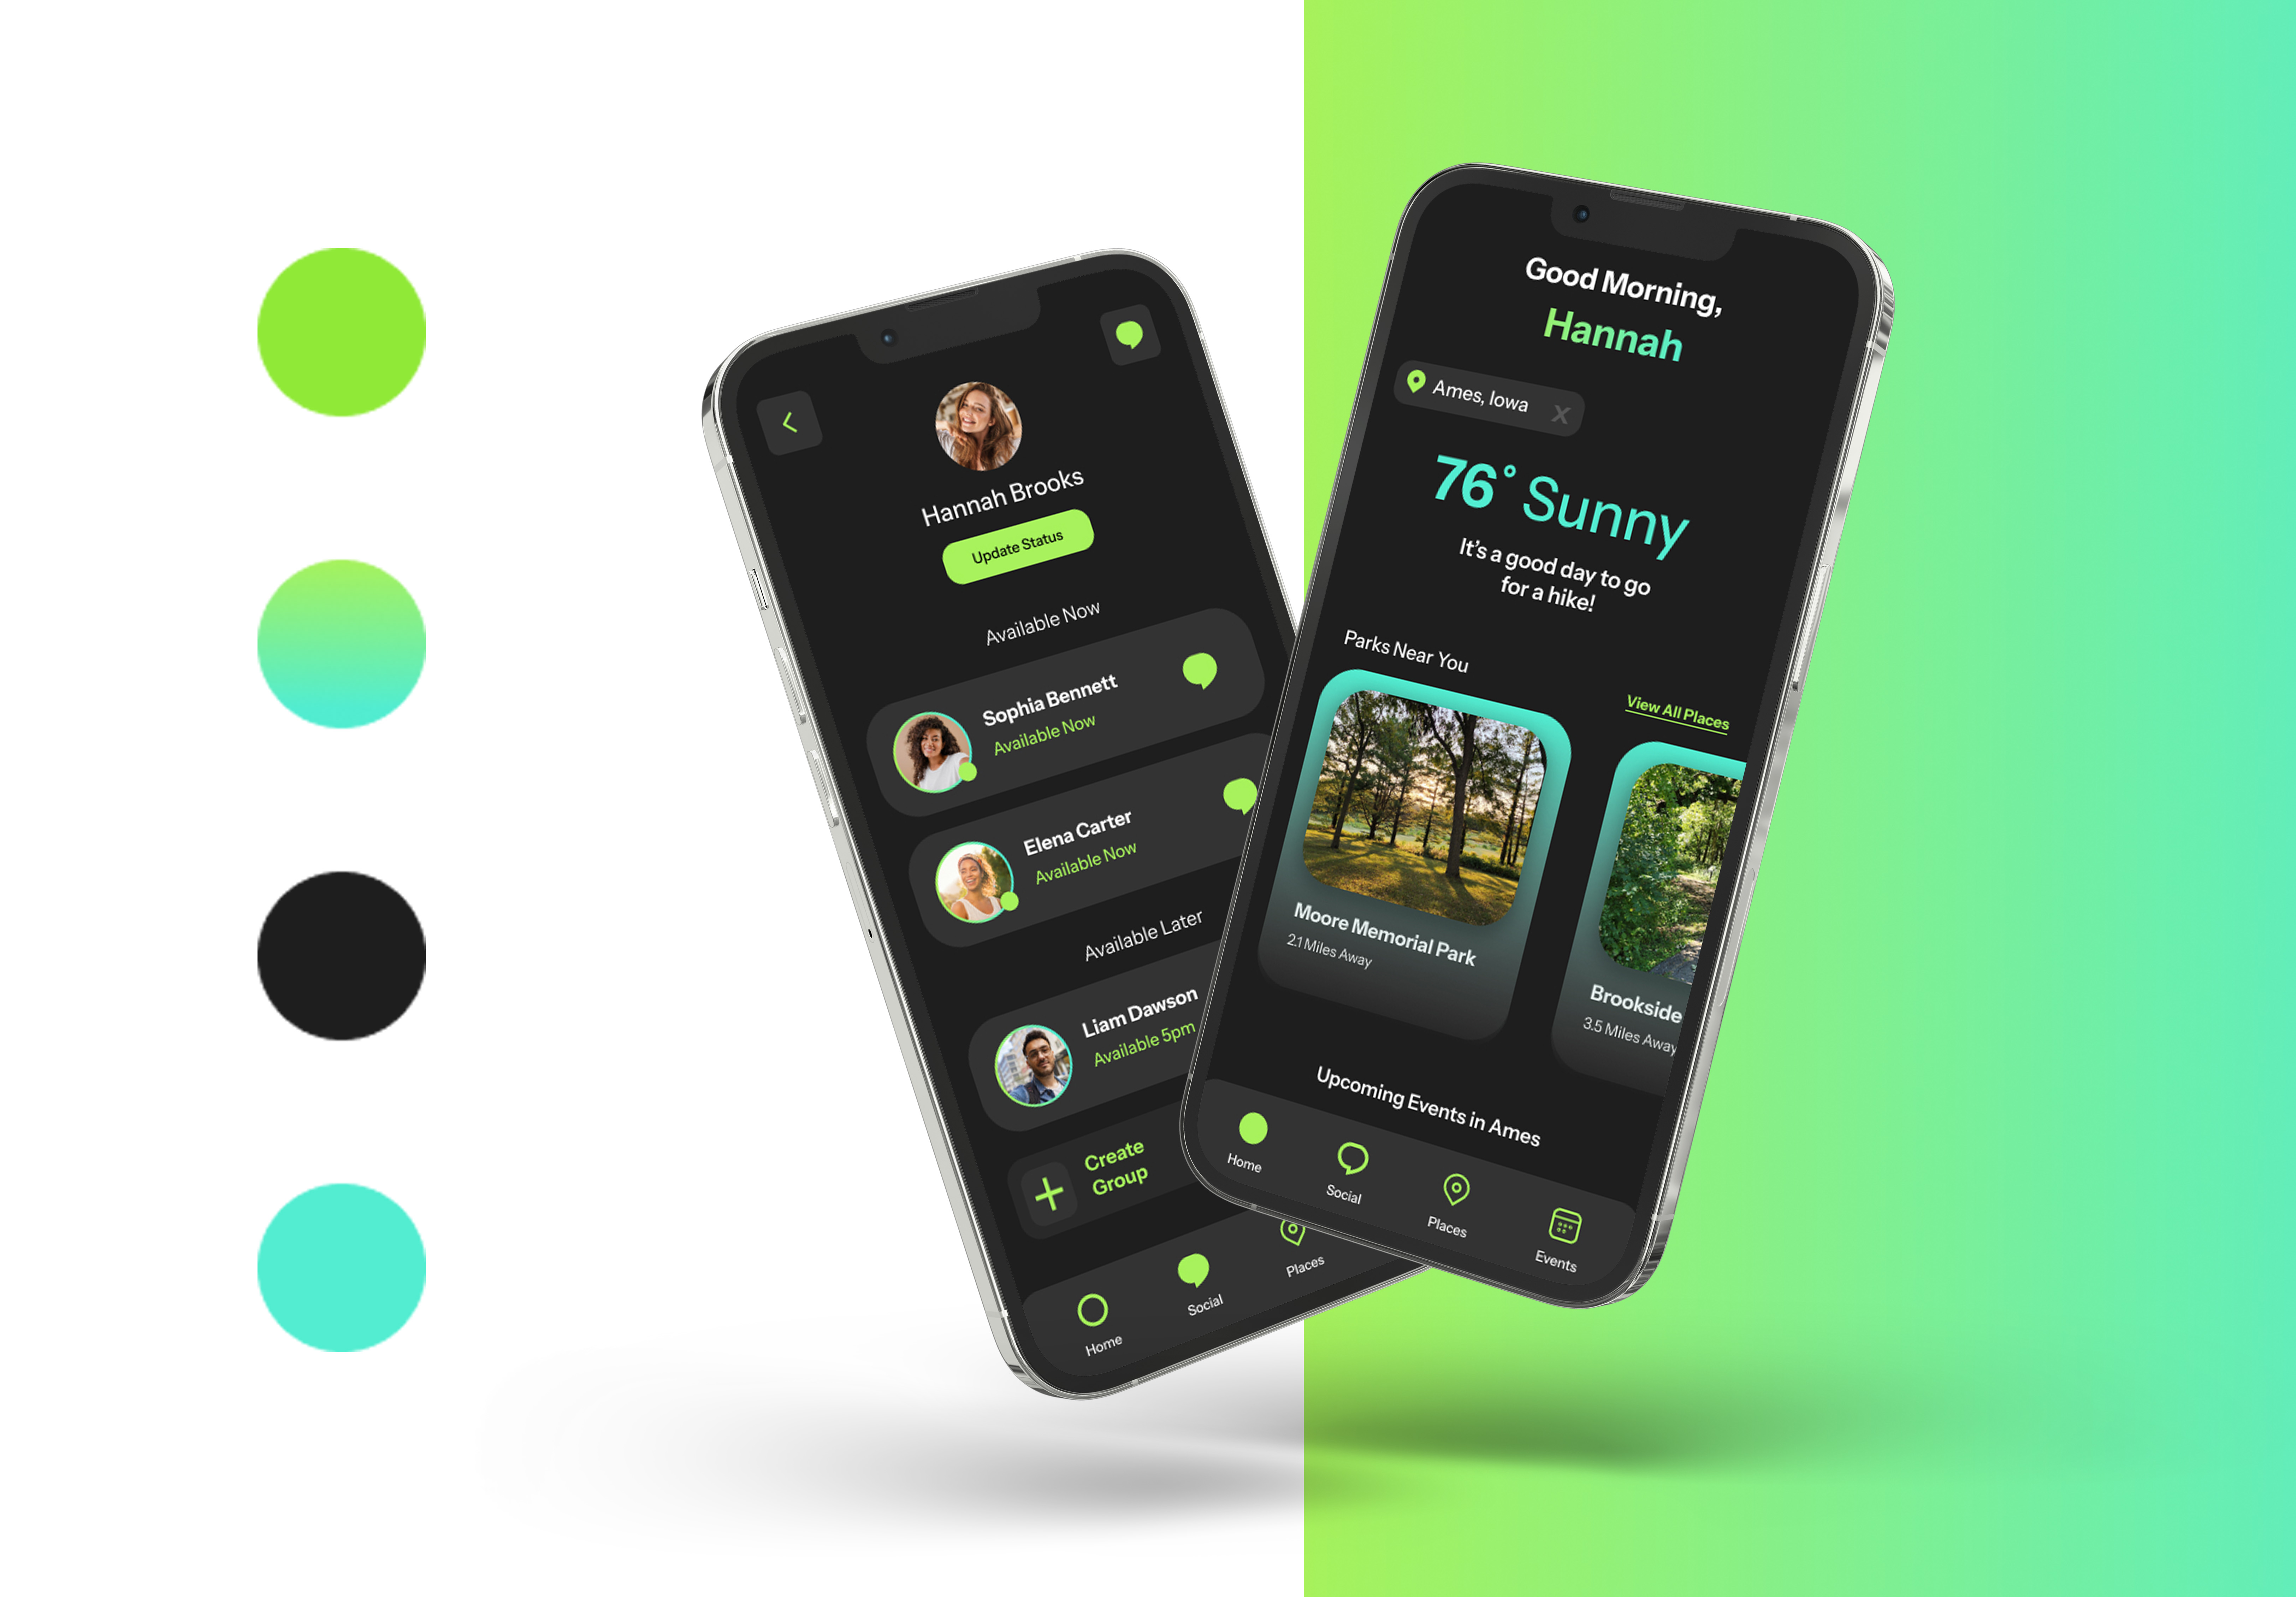 Hannah Brooks
Update Status
Available Now
Sophia Bennett
Available Now
Elena Carter
Available Now
Available Later
Liam Dawson
Available 5pm
Create
Group
Home
Social
Places
Good Morning,
Hannah
Ames, Iowa X
76° Sunny
It's a good day to go
for a hike!
Parks Near You
View All Places
Moore Memorial Park
2.1 Miles Away
Brookside
3.5 Miles Away
Upcoming Events in Ames
Home
Social
Places
Events